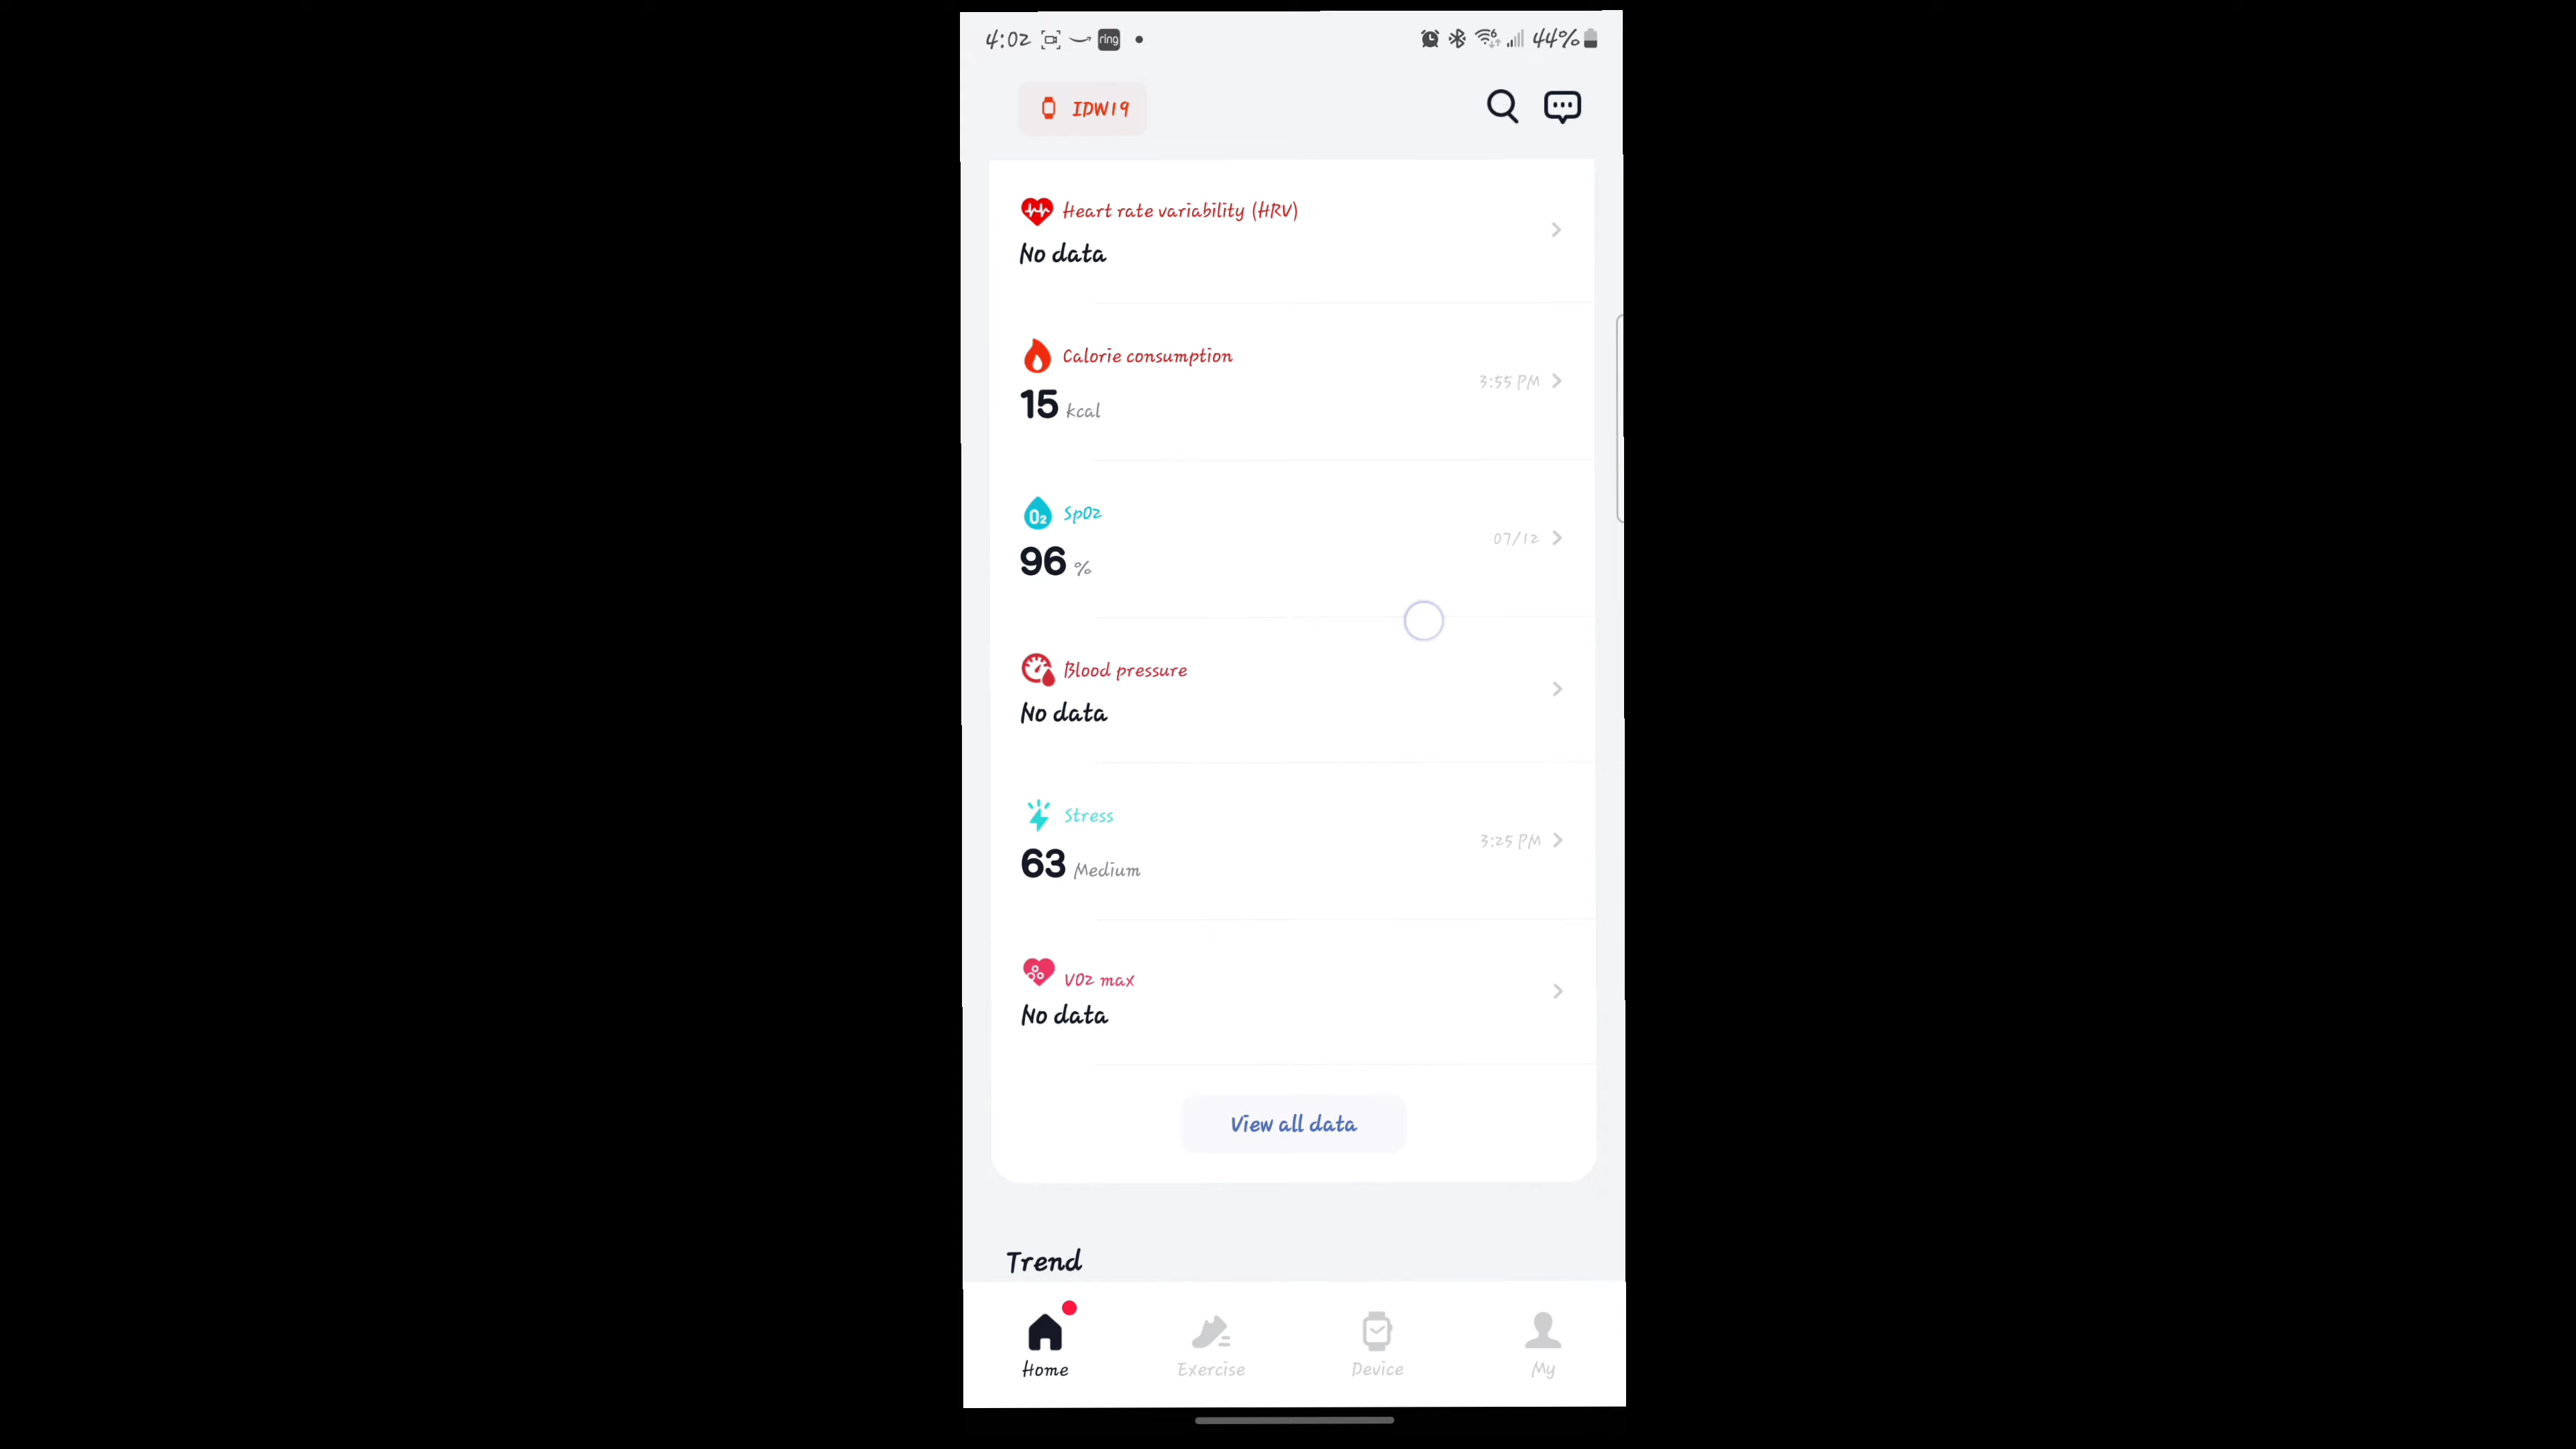 4:02 ring 44%
IDW19
Heart rate variability (HRV)
No data
Calorie consumption
15 kcal
3:55 PM
O2 SpO2
96 %
07/12
Blood pressure
No data
Stress
63 Medium
3:25 PM
VO2 max
No data
View all data
Trend
Home Exercise Device My